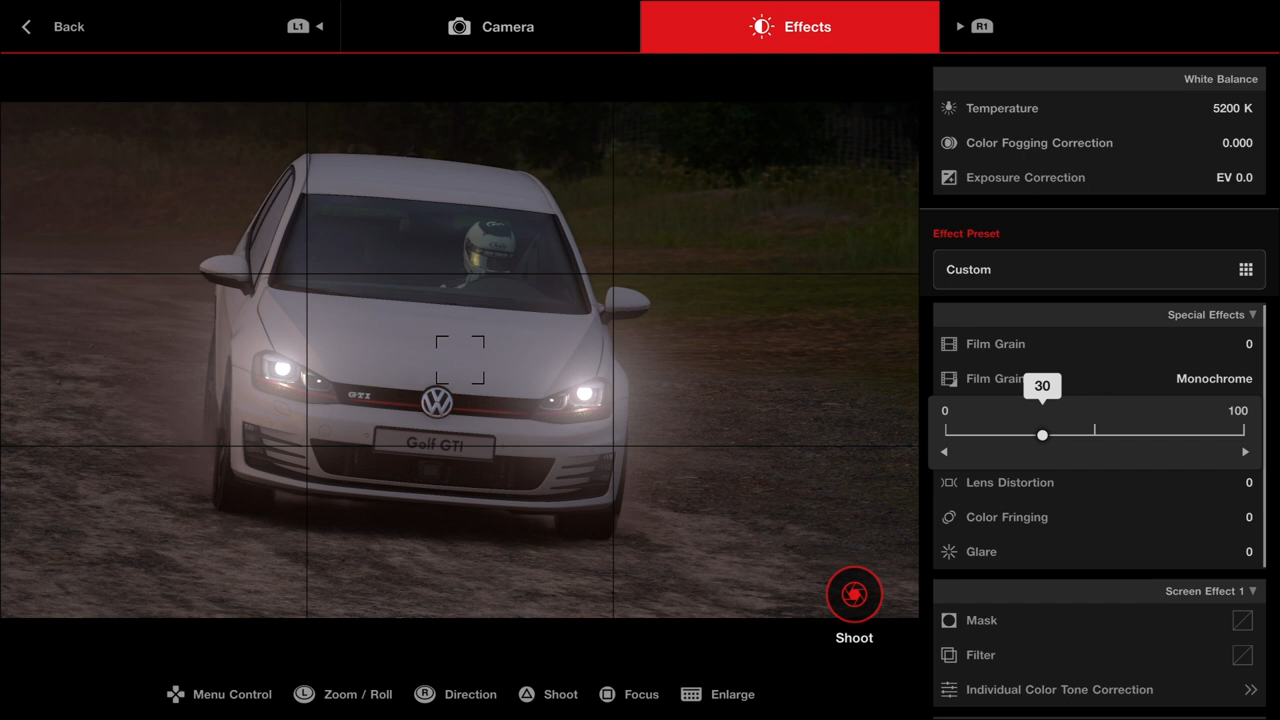 Back
L1
Camera
Effects
R1
White Balance
Temperature 5200 K
Color Fogging Correction 0.000
Exposure Correction EV 0.0
Effect Preset
Custom
Special Effects
Film Grain 0
Film Grain Monochrome
30
0 100
Lens Distortion 0
Color Fringing 0
Glare 0
Screen Effect 1
Mask
Filter
Individual Color Tone Correction
GTI
Golf GTI
Shoot
Menu Control
L Zoom / Roll
R Direction
Shoot
Focus
Enlarge